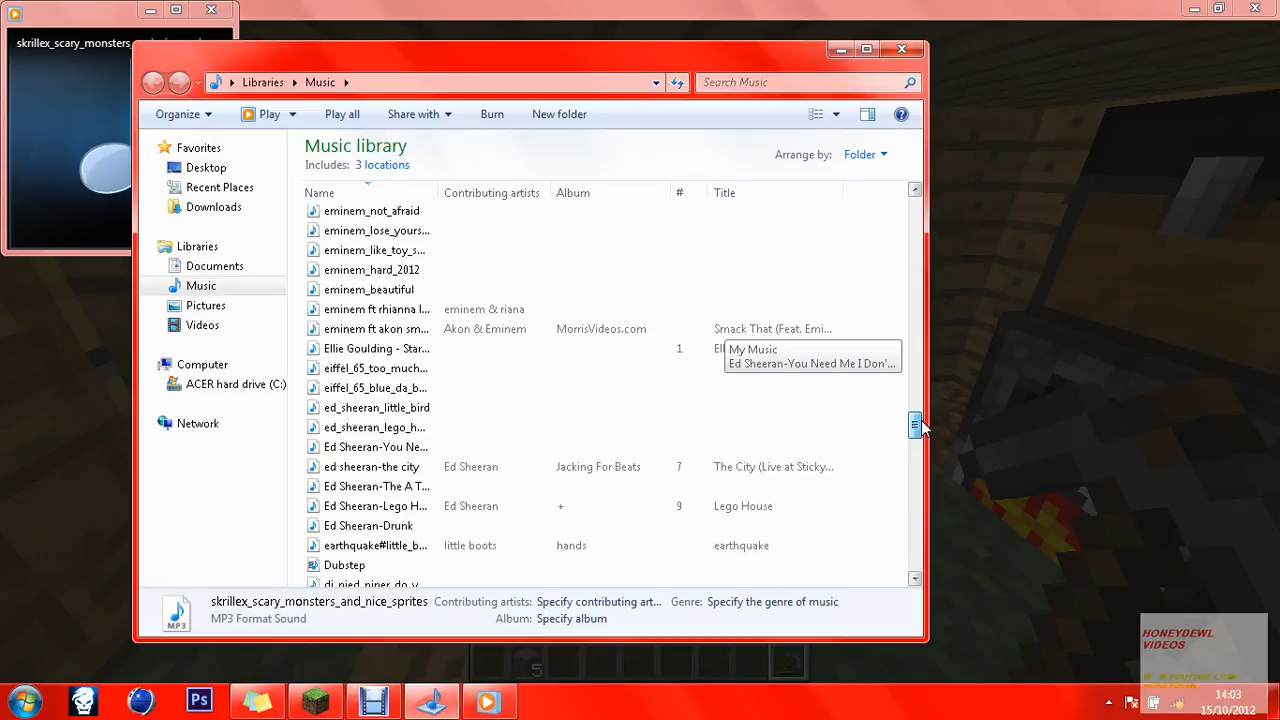 skrillex_scary_monsters_
Libraries Music
Search Music
Organize Play Play all Share with Burn New folder
Music library
Includes: 3 locations
Arrange by: Folder
Favorites
Desktop
Recent Places
Downloads
Libraries
Documents
Music
Pictures
Videos
Computer
ACER hard drive (C:)
Network
Name Contributing artists Album # Title
eminem_not_afraid
eminem_lose_yours...
eminem_like_toy_s...
eminem_hard_2012
eminem_beautiful
eminem ft rhianna l... eminem & riana
eminem ft akon sm... Akon & Eminem MorrisVideos.com Smack That (Feat. Emi...
Ellie Goulding - Star... 1 Ell
My Music
Ed Sheeran-You Need Me I Don'...
eiffel_65_too_much...
eiffel_65_blue_da_b...
ed_sheeran_little_bird
ed_sheeran_lego_h...
Ed Sheeran-You Ne...
ed sheeran-the city Ed Sheeran Jacking For Beats 7 The City (Live at Sticky...
Ed Sheeran-The A T...
Ed Sheeran-Lego H... Ed Sheeran + 9 Lego House
Ed Sheeran-Drunk
earthquake#little_b... little boots hands earthquake
Dubstep
skrillex_scary_monsters_and_nice_sprites Contributing artists: Specify contributing art... Genre: Specify the genre of music
MP3 Format Sound Album: Specify album
MP3
5
HONEYDEWL
VIDEOS
Ps
14:03
15/10/2012